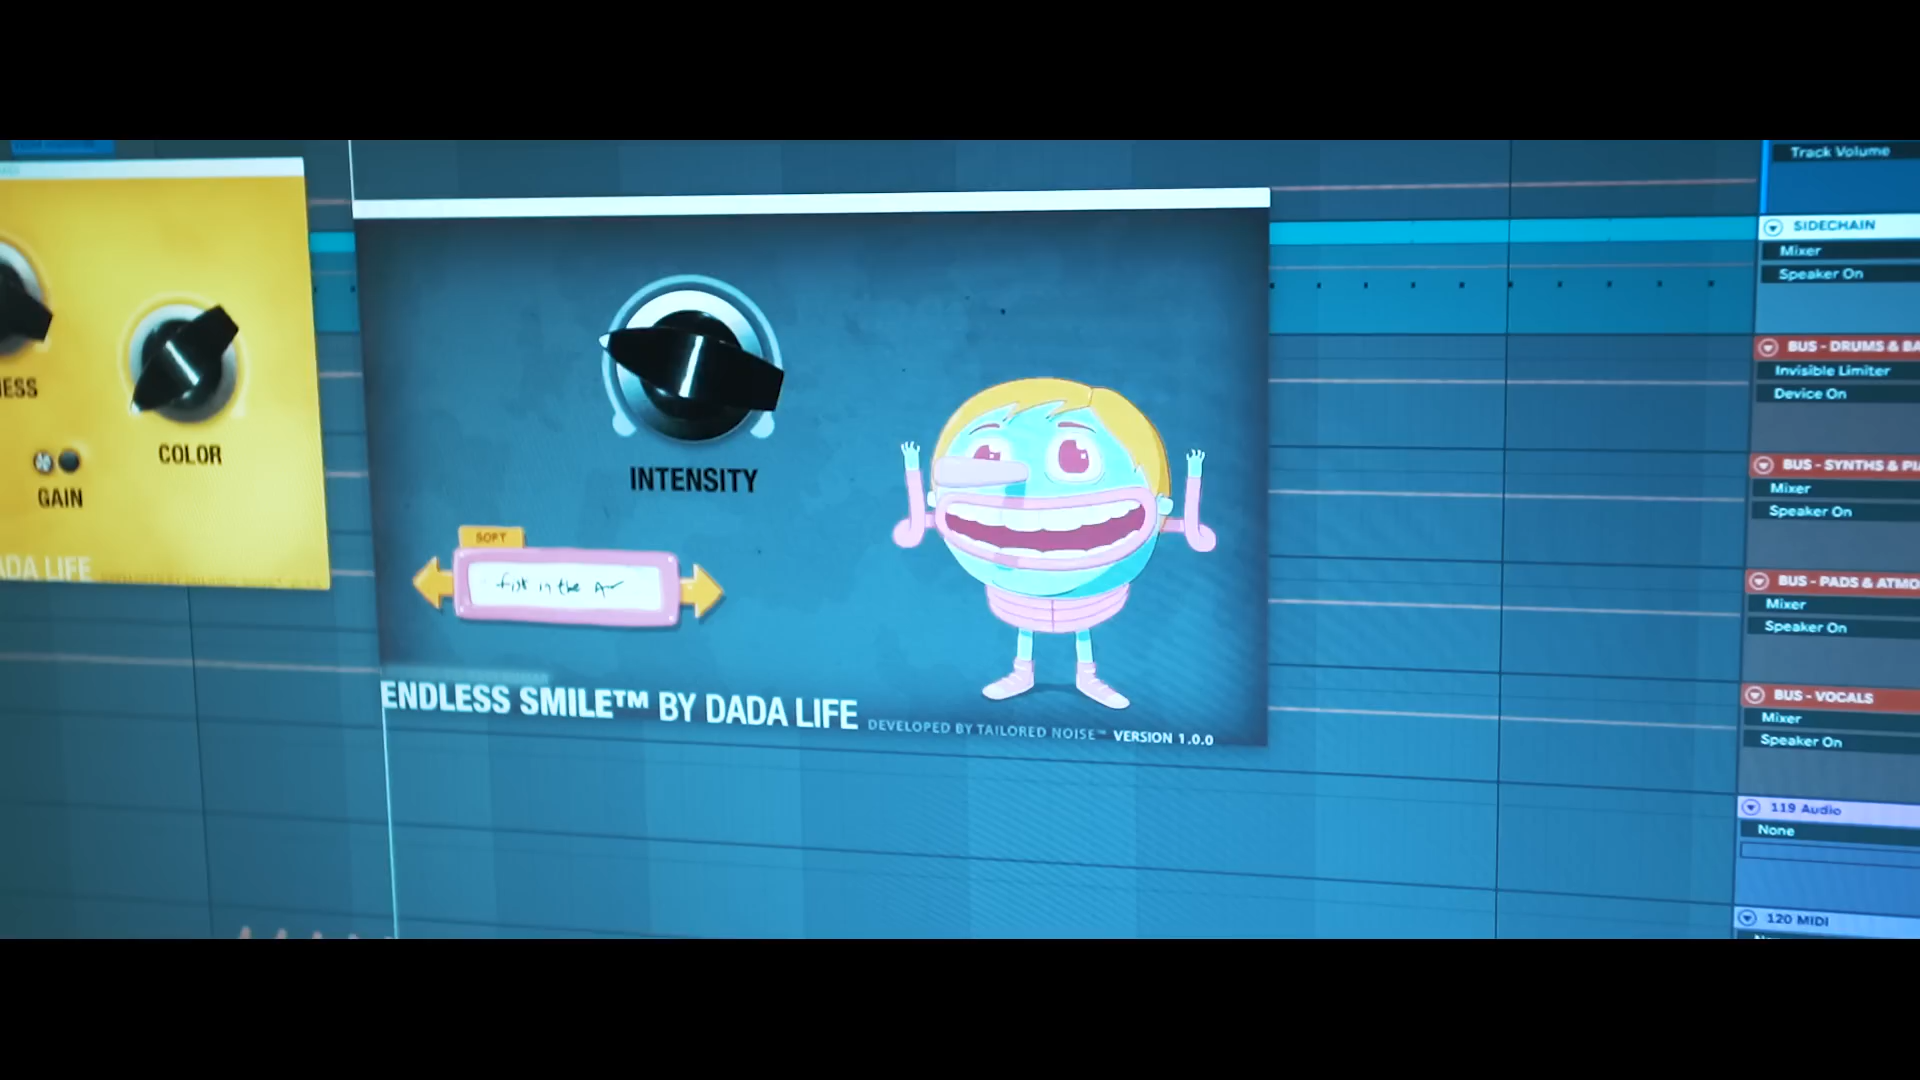 COLOR
GAIN
DADA LIFE
INTENSITY
SOFT
Fist in the Air
ENDLESS SMILE™ BY DADA LIFE DEVELOPED BY TAILORED NOISE™ VERSION 1.0.0
Track Volume
SIDECHAIN
Mixer
Speaker On
BUS - DRUMS & BA
Invisible Limiter
Device On
BUS - SYNTHS & PI
Mixer
Speaker On
BUS - PADS & ATMO
Mixer
Speaker On
BUS - VOCALS
Mixer
Speaker On
119 Audio
None
120 MIDI